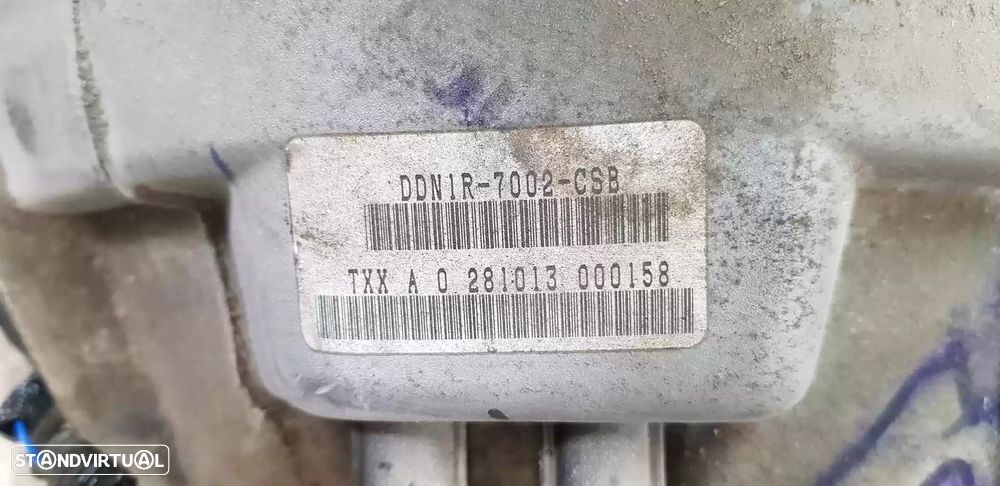 DDN1R-7002-CSB
TXX A 0 281013 000158
STANDVIRTUAL